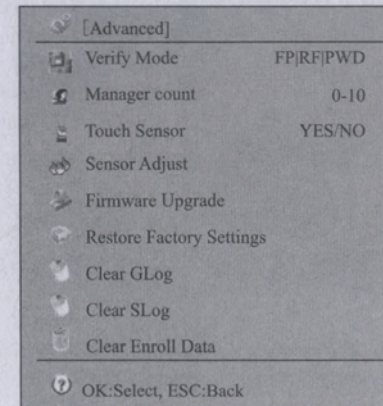 [Advanced]
Verify Mode FP|RF|PWD
Manager count 0-10
Touch Sensor YES/NO
Sensor Adjust
Firmware Upgrade
Restore Factory Settings
Clear GLog
Clear SLog
Clear Enroll Data
OK:Select, ESC:Back